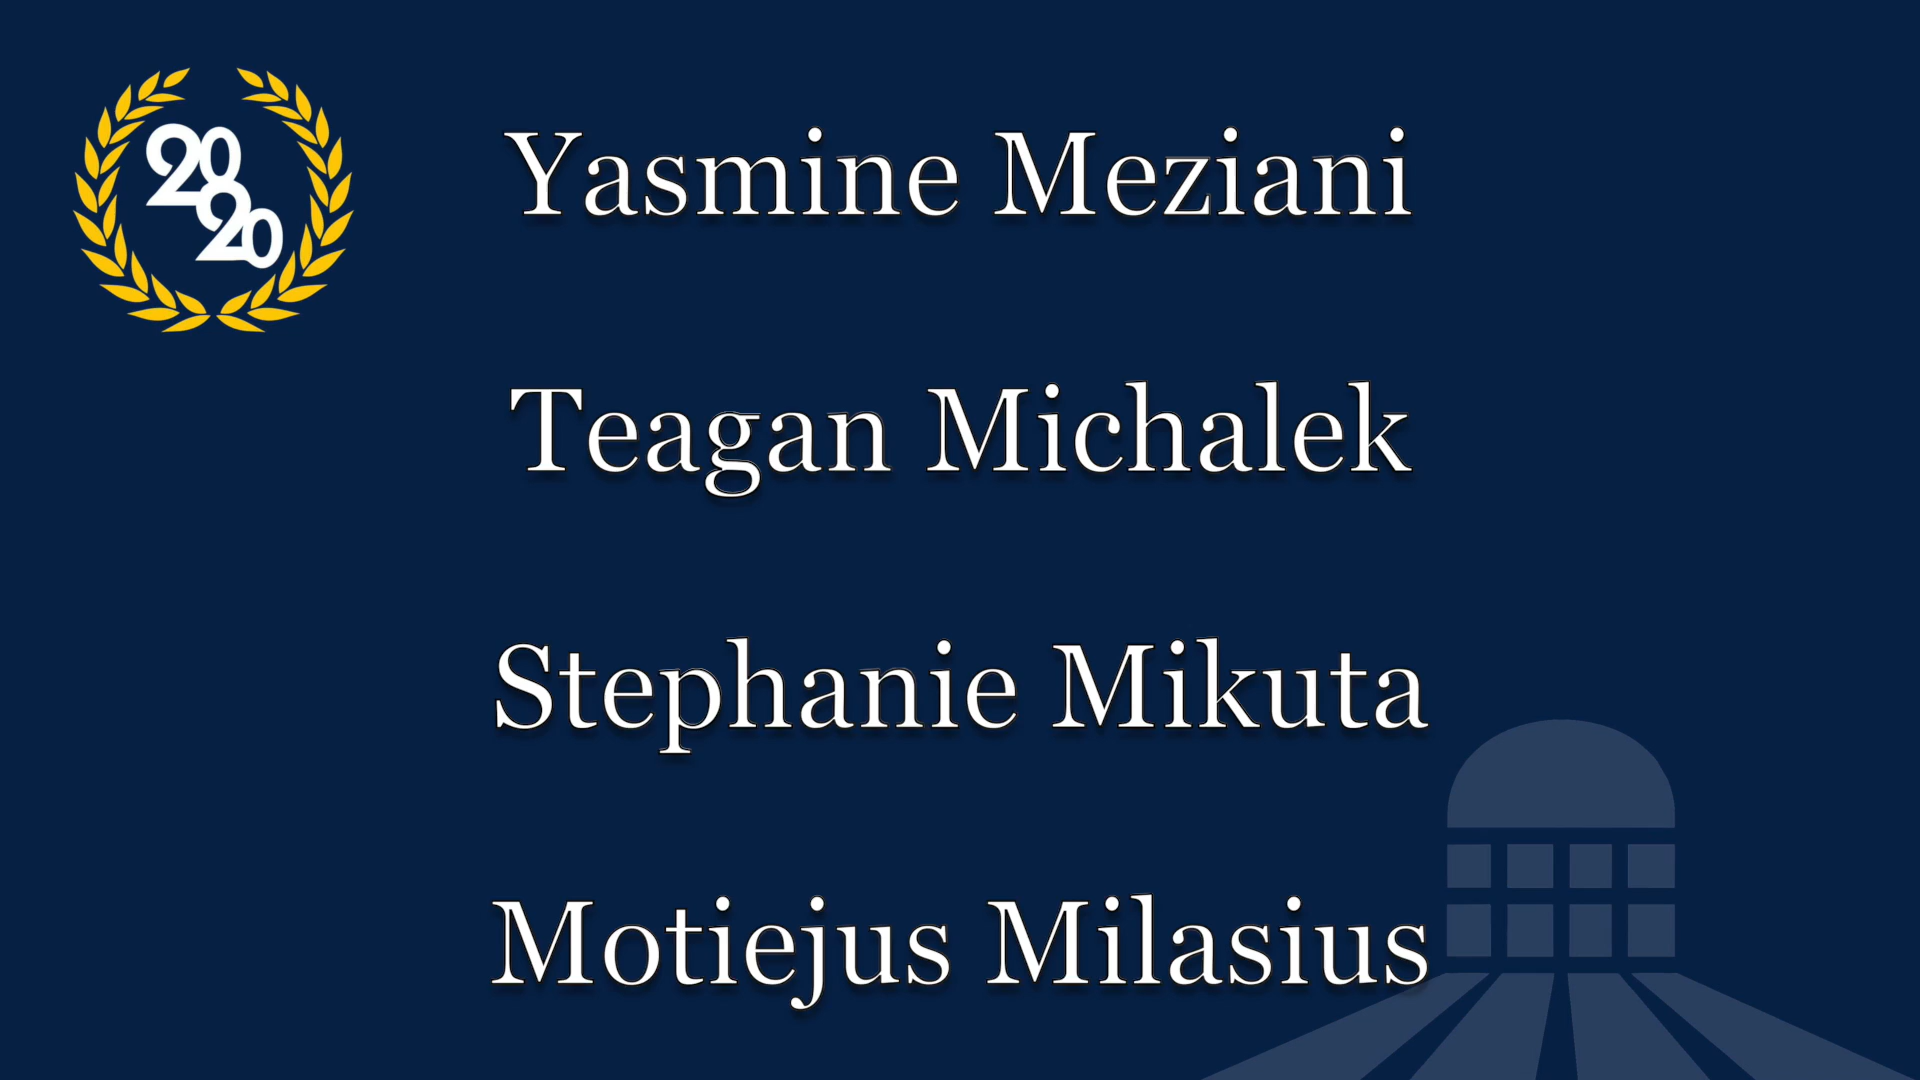 2020
Yasmine Meziani
Teagan Michalek
Stephanie Mikuta
Motiejus Milasius